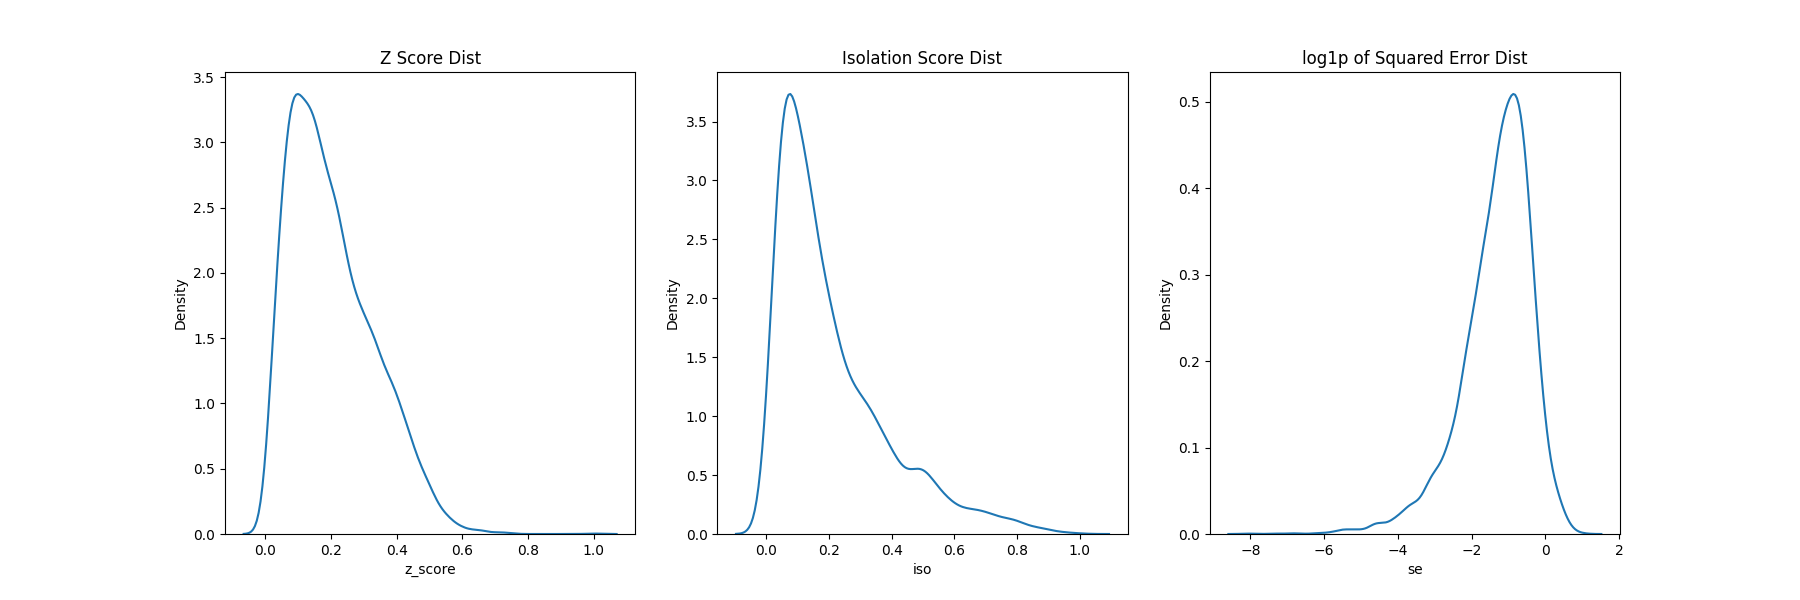 Z Score Dist
3.5
3.0
2.5
2.0
1.5
1.0
0.5
0.0
Density
0.0 0.2 0.4 0.6 0.8 1.0
z_score
Isolation Score Dist
3.5
3.0
2.5
2.0
1.5
1.0
0.5
0.0
Density
0.0 0.2 0.4 0.6 0.8 1.0
iso
log1p of Squared Error Dist
0.5
0.4
0.3
0.2
0.1
0.0
Density
−8 −6 −4 −2 0 2
se